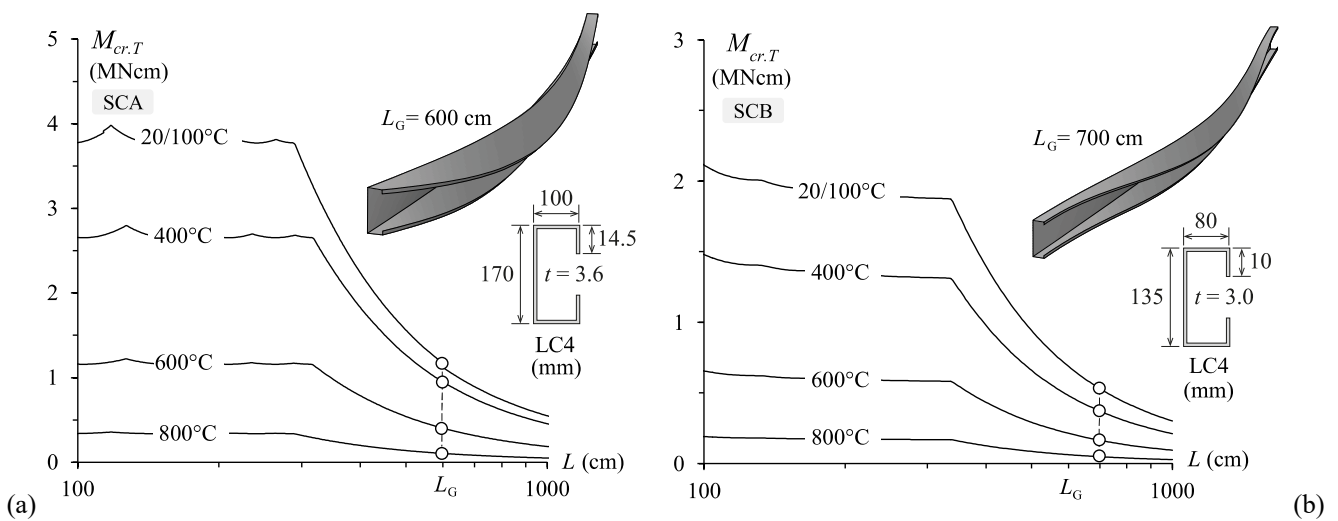 5
M_cr.T
(MNcm)
SCA
4
3
2
1
0
20/100°C
400°C
600°C
800°C
L_G = 600 cm
100
14.5
170
t = 3.6
LC4
(mm)
L (cm)
100
L_G
1000
(a)
3
M_cr.T
(MNcm)
SCB
2
1
0
20/100°C
400°C
600°C
800°C
L_G = 700 cm
80
10
135
t = 3.0
LC4
(mm)
L (cm)
100
L_G
1000
(b)